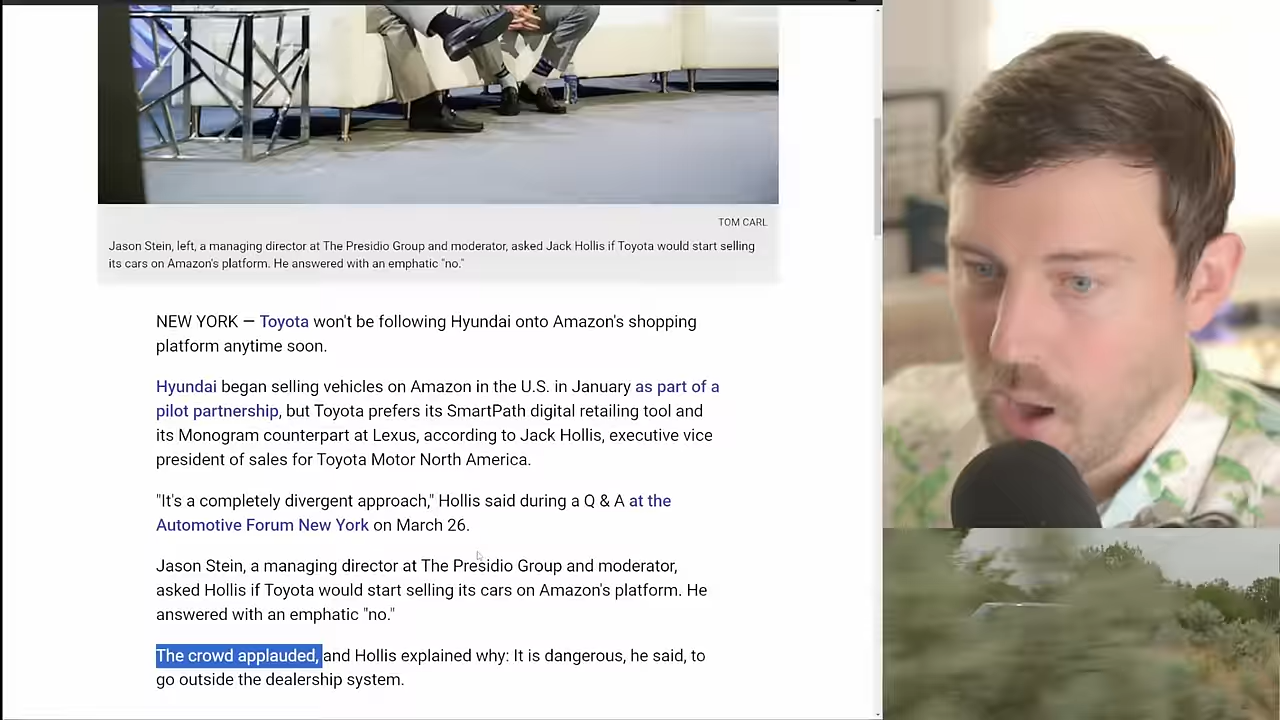 TOM CARL
Jason Stein, left, a managing director at The Presidio Group and moderator, asked Jack Hollis if Toyota would start selling
its cars on Amazon's platform. He answered with an emphatic "no."
NEW YORK — Toyota won't be following Hyundai onto Amazon's shopping
platform anytime soon.
Hyundai began selling vehicles on Amazon in the U.S. in January as part of a
pilot partnership, but Toyota prefers its SmartPath digital retailing tool and
its Monogram counterpart at Lexus, according to Jack Hollis, executive vice
president of sales for Toyota Motor North America.
"It's a completely divergent approach," Hollis said during a Q & A at the
Automotive Forum New York on March 26.
Jason Stein, a managing director at The Presidio Group and moderator,
asked Hollis if Toyota would start selling its cars on Amazon's platform. He
answered with an emphatic "no."
The crowd applauded, and Hollis explained why: It is dangerous, he said, to
go outside the dealership system.